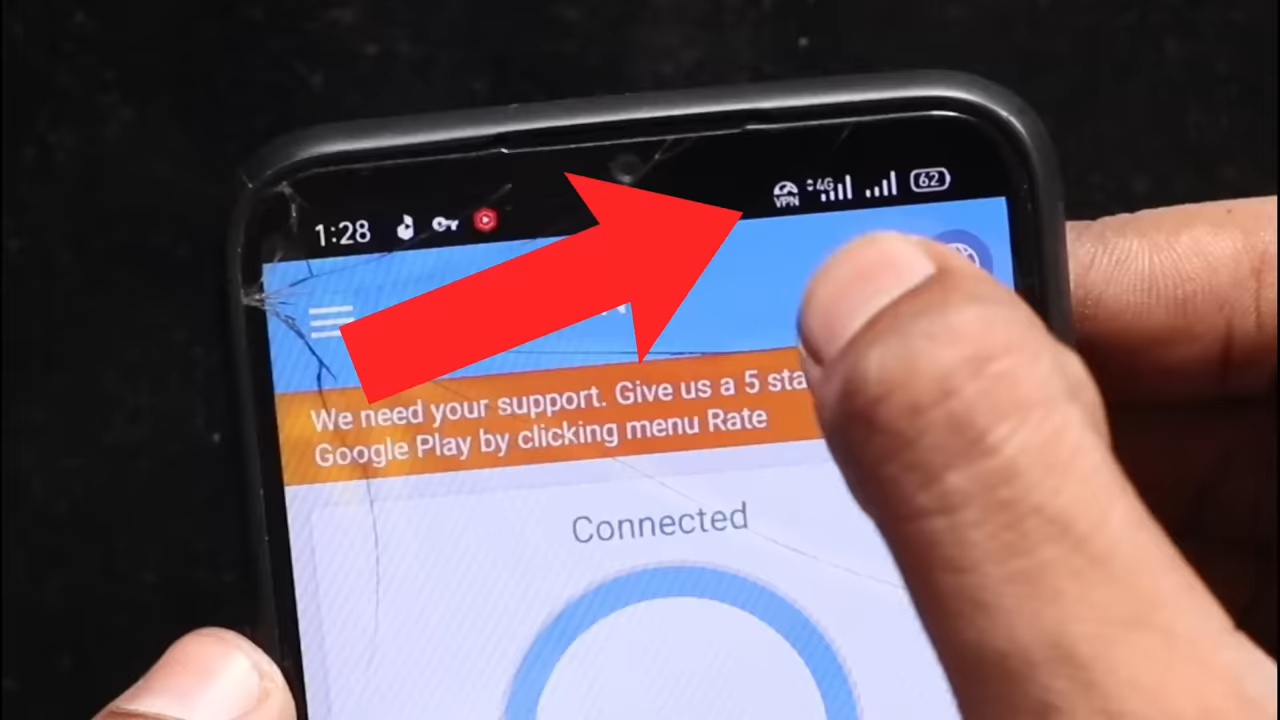 1:28
VPN 4G 62
We need your support. Give us a 5 sta
Google Play by clicking menu Rate
Connected